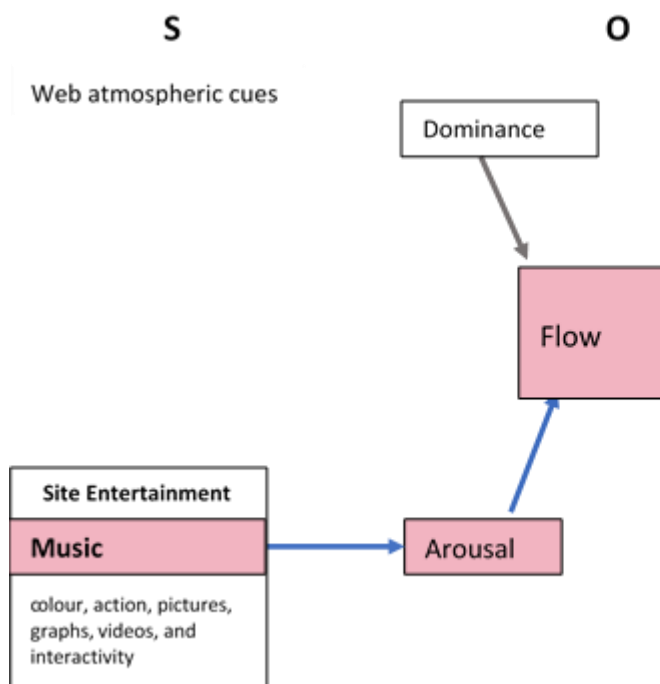 S
O
Web atmospheric cues
Dominance
Flow
Site Entertainment
Music
Arousal
colour, action, pictures,
graphs, videos, and
interactivity